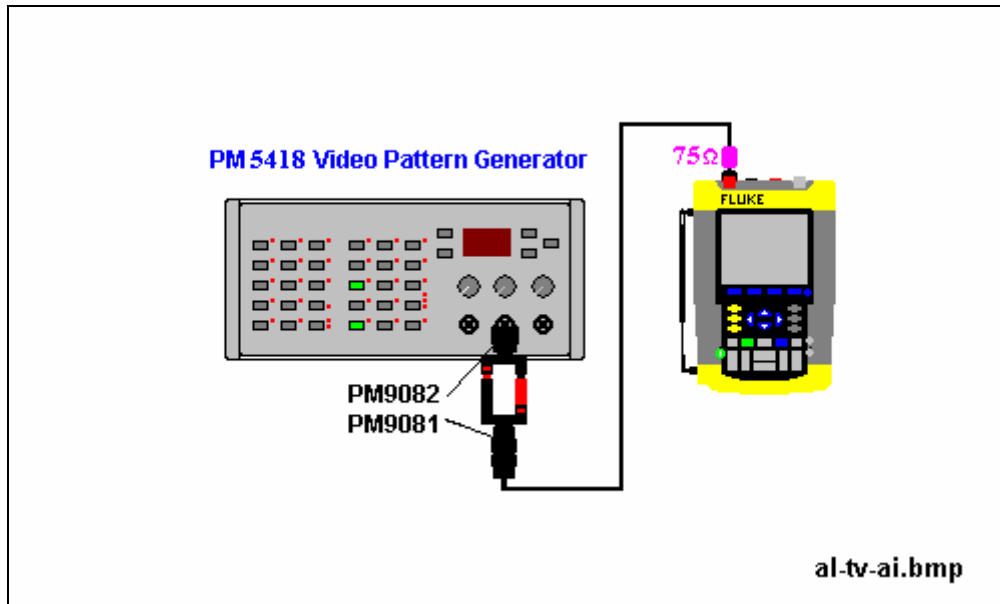 PM 5418 Video Pattern Generator
75Ω
FLUKE
PM9082
PM9081
al-tv-ai.bmp